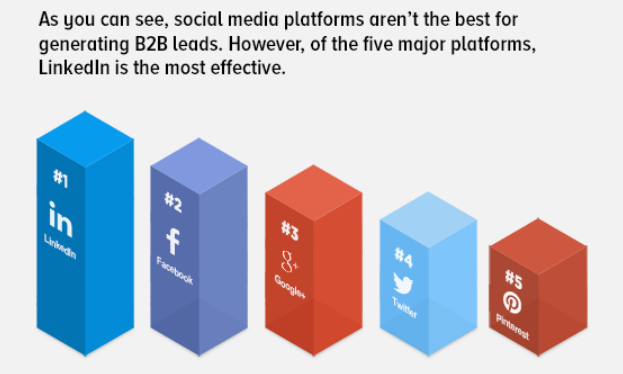 As you can see, social media platforms aren't the best for
generating B2B leads. However, of the five major platforms,
LinkedIn is the most effective.
#1
in
LinkedIn
#2
f
Facebook
#3
g+
Google+
#4
Twitter
#5
Pinterest